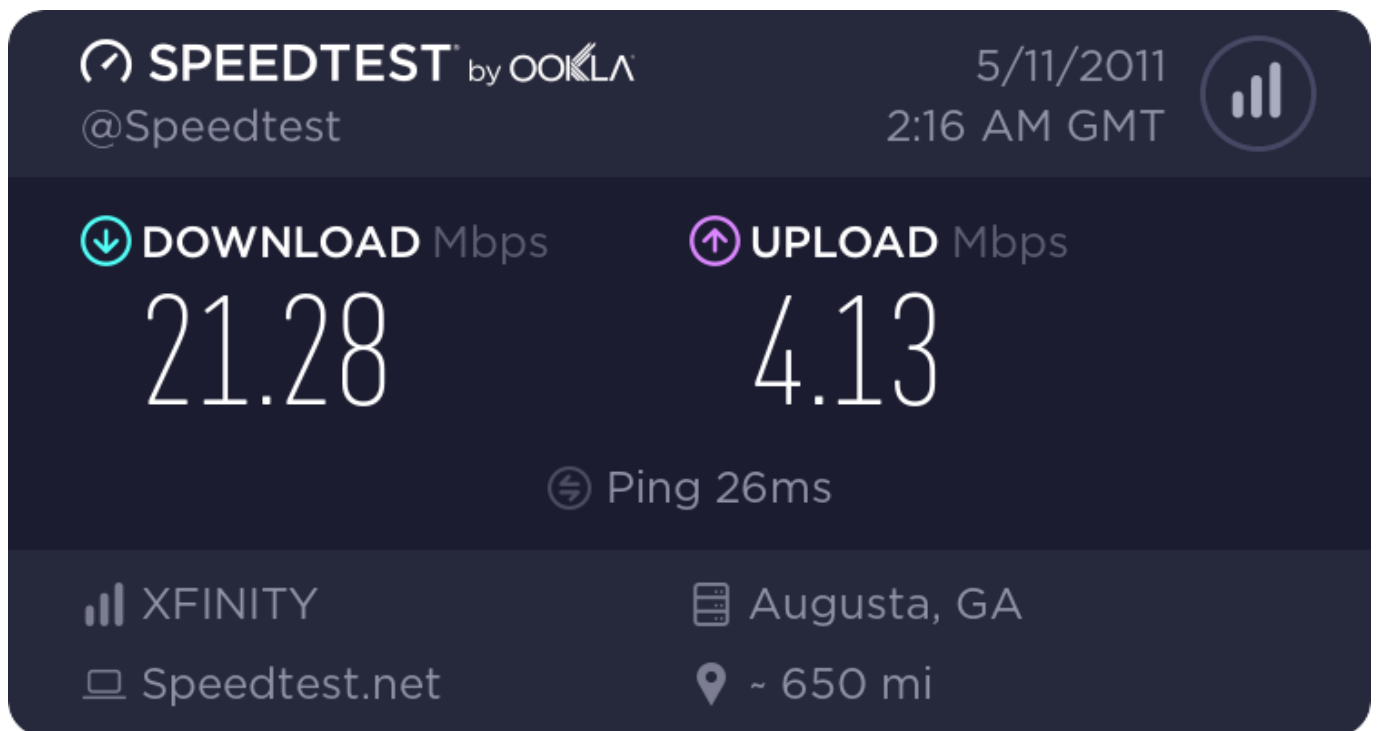 SPEEDTEST by OOKLA
@Speedtest
5/11/2011
2:16 AM GMT
DOWNLOAD Mbps
21.28
UPLOAD Mbps
4.13
Ping 26ms
XFINITY
Augusta, GA
Speedtest.net
~ 650 mi